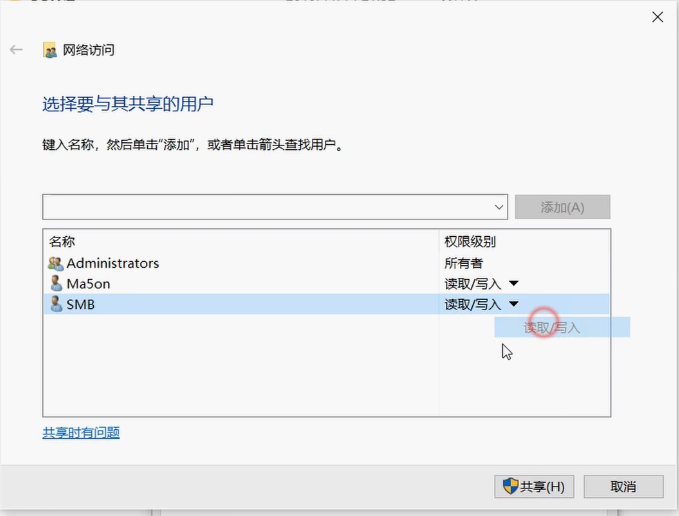 网络访问
选择要与其共享的用户
键入名称，然后单击“添加”，或者单击箭头查找用户。
添加(A)
名称 权限级别
Administrators 所有者
Ma5on 读取/写入
SMB 读取/写入
读取/写入
共享时有问题
共享(H) 取消